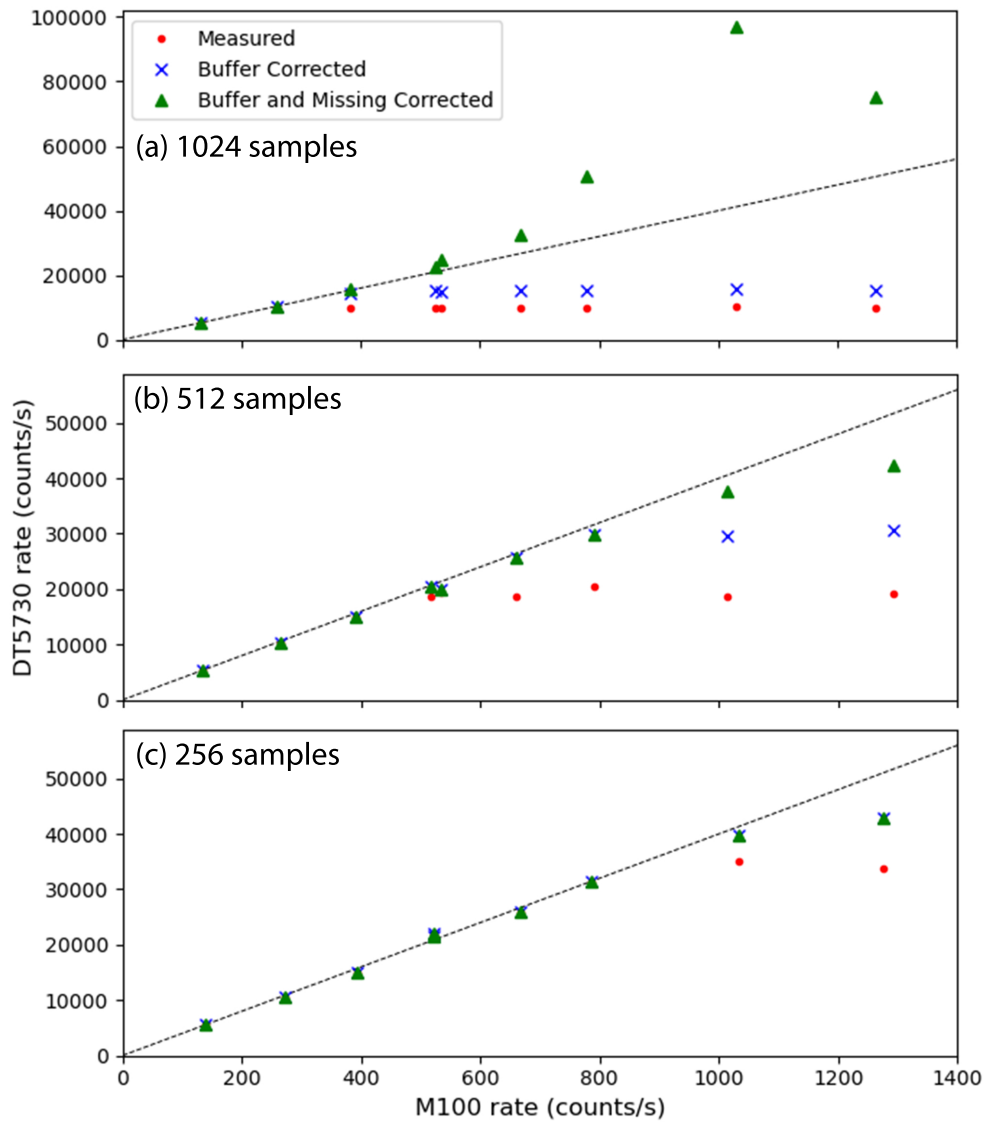 100000
80000
60000
40000
20000
0
Measured
Buffer Corrected
Buffer and Missing Corrected
(a) 1024 samples
DT5730 rate (counts/s)
50000
40000
30000
20000
10000
0
(b) 512 samples
50000
40000
30000
20000
10000
0
(c) 256 samples
0 200 400 600 800 1000 1200 1400
M100 rate (counts/s)